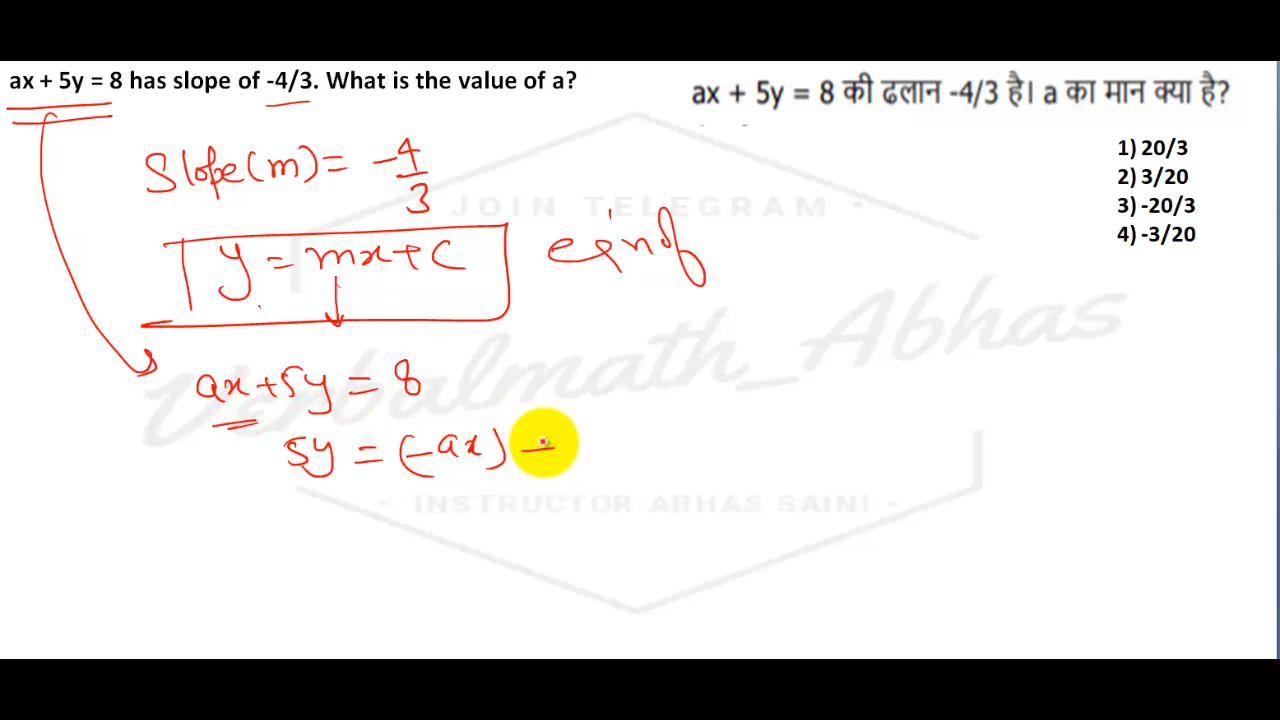 ax + 5y = 8 has slope of -4/3. What is the value of a?
ax + 5y = 8 की ढलान -4/3 है। a का मान क्या है?
1) 20/3
2) 3/20
3) -20/3
4) -3/20
Slope(m) = -4/3
y = mx+c
ax+5y = 8
5y = (-ax)
- JOIN TELEGRAM -
Verbalmath_Abhas
- INSTRUCTOR: ABHAS SAINI -